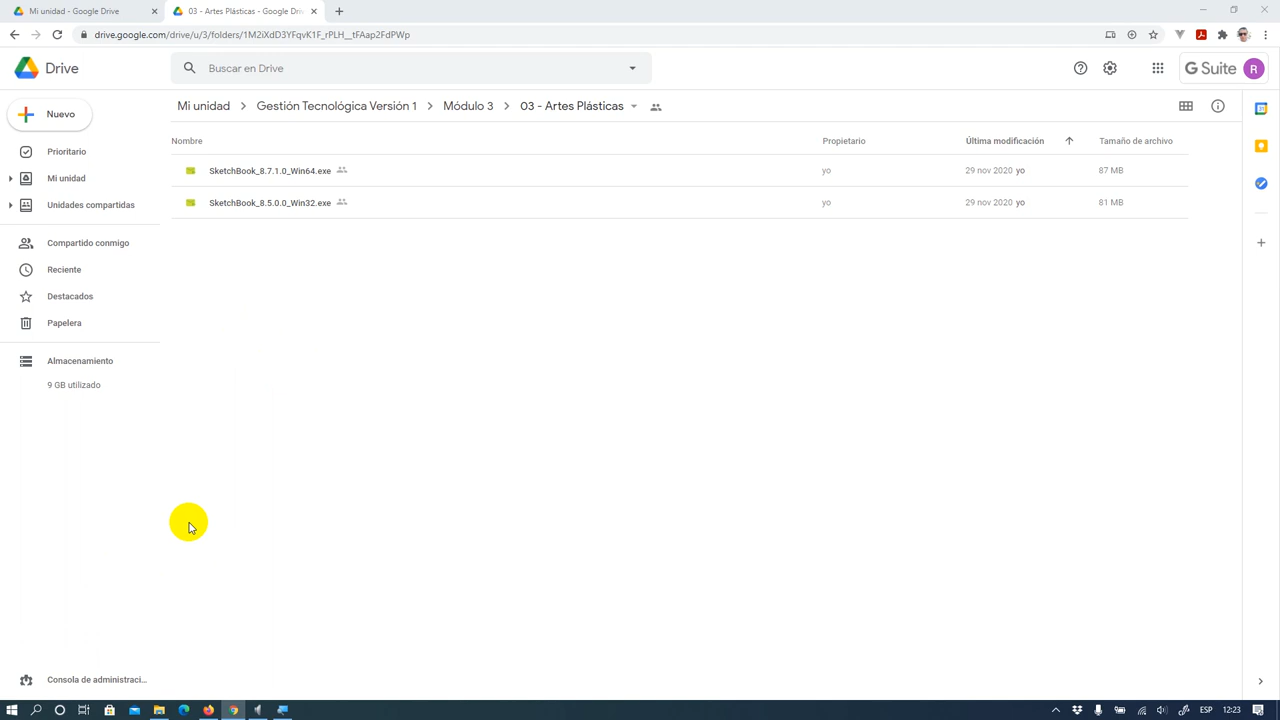 Mi unidad - Google Drive
03 - Artes Plásticas - Google Driv
drive.google.com/drive/u/3/folders/1M2iXdD3YFqvK1F_rPLH__tFAap2FdPWp
Drive
Buscar en Drive
G Suite
R
Nuevo
Mi unidad
Gestión Tecnológica Versión 1
Módulo 3
03 - Artes Plásticas
Nombre
Propietario
Última modificación
Tamaño de archivo
Prioritario
SketchBook_8.7.1.0_Win64.exe
yo
29 nov 2020 yo
87 MB
Mi unidad
SketchBook_8.5.0.0_Win32.exe
yo
29 nov 2020 yo
81 MB
Unidades compartidas
Compartido conmigo
Reciente
Destacados
Papelera
Almacenamiento
9 GB utilizado
Consola de administraci...
ESP
12:23